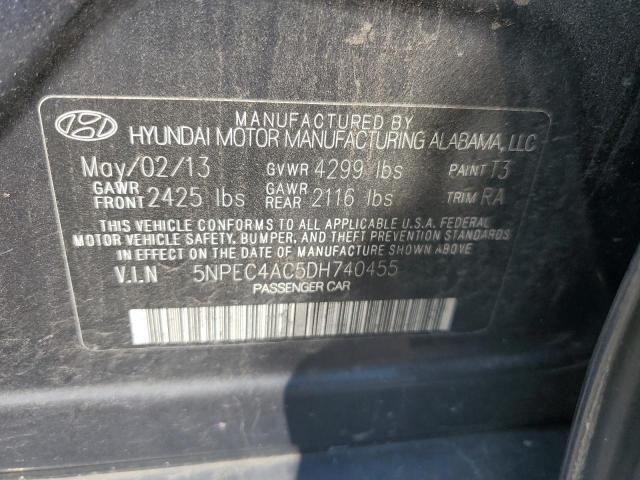 MANUFACTURED BY
HYUNDAI MOTOR MANUFACTURING ALABAMA, LLC
May/02/13 GVWR 4299 lbs PAINT T3
GAWR FRONT 2425 lbs GAWR REAR 2116 lbs TRIM RA
THIS VEHICLE CONFORMS TO ALL APPLICABLE U.S.A. FEDERAL
MOTOR VEHICLE SAFETY, BUMPER, AND THEFT PREVENTION STANDARDS
IN EFFECT ON THE DATE OF MANUFACTURE SHOWN ABOVE.
V.I.N 5NPEC4AC5DH740455
PASSENGER CAR